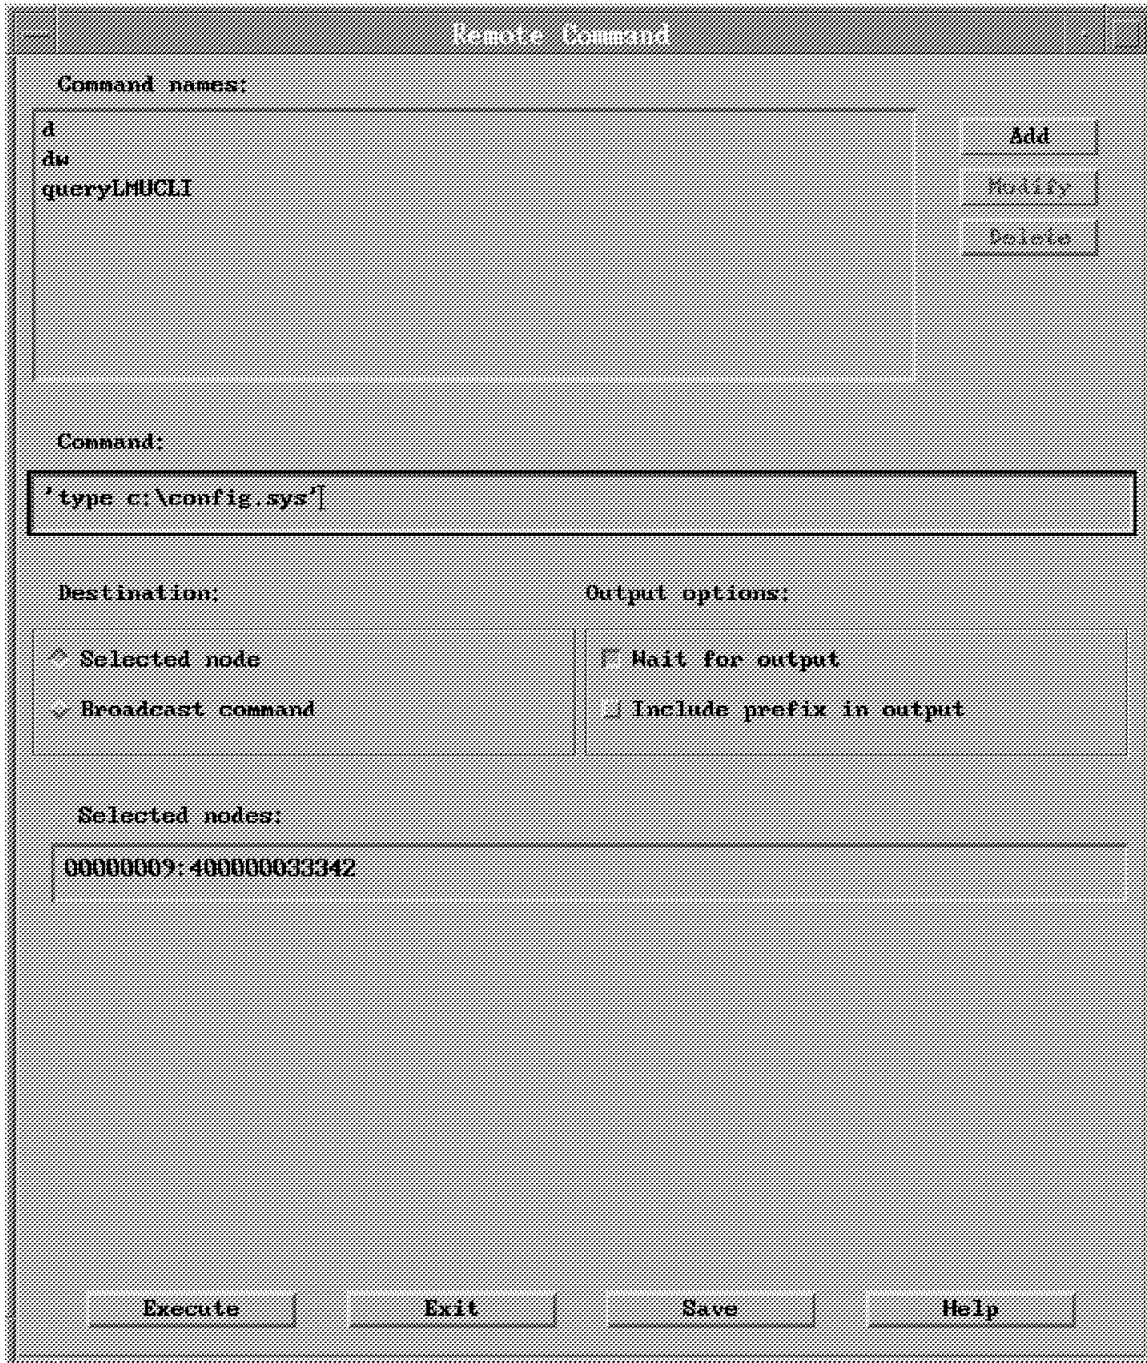 Remote Command
Command names:
d
dw
queryLMUCLI
Add
Modify
Delete
Command:
'type c:\config.sys'
Destination:
Output options:
Selected node
Wait for output
Broadcast command
Include prefix in output
Selected nodes:
00000009:400000033342
Execute
Exit
Save
Help